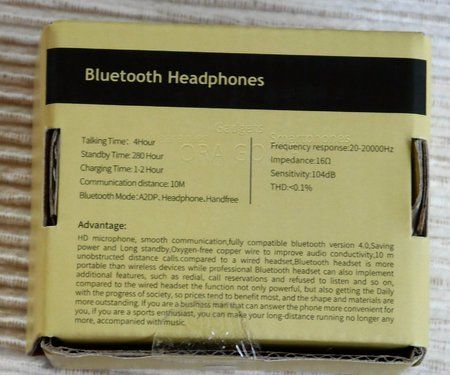 Bluetooth Headphones
Talking Time：4Hour
Standby Time: 280 Hour
Charging Time: 1-2 Hour
Communication distance: 10M
Bluetooth Mode：A2DP、Headphone、Handfree
Frequency response:20-20000Hz
Impedance:16Ω
Sensitivity:104dB
THD:<0.1%
Gadgets
Smartphones
Advantage:
HD microphone, smooth communication,fully compatible bluetooth version 4.0,Saving
power and Long standby,Oxygen-free copper wire to improve audio conductivity,10 m
unobstructed distance calls.compared to a wired headset,Bluetooth headset is more
portable than wireless devices while professional Bluetooth headset can also implement
additional features, such as redial, call reservations and refused to listen and so on,
compared to the wired headset the function not only powerful, but also getting the Daily
with the progress of society, so prices tend to benefit most, and the shape and materials are
more outstanding. If you are a business man that can answer the phone more convenient for
you, if you are a sports enthusiast, you can make your long-distance running no longer any
more, accompanied with music.